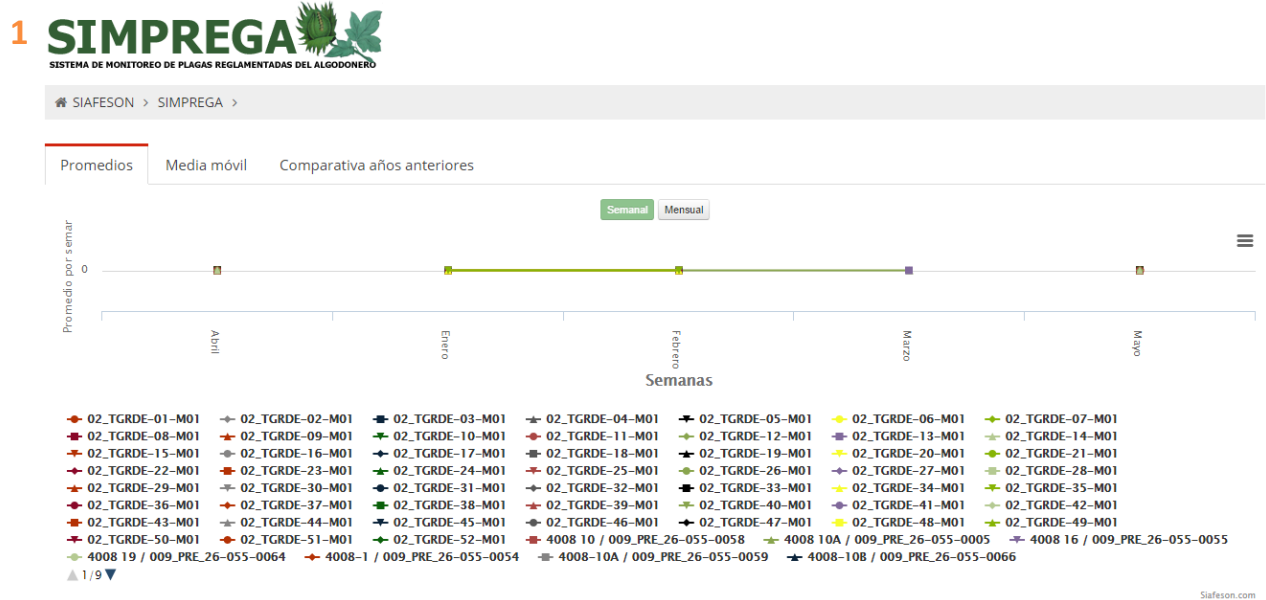 1
SIMPREGA
SISTEMA DE MONITOREO DE PLAGAS REGLAMENTADAS DEL ALGODONERO
SIAFESON > SIMPREGA >
Promedios Media móvil Comparativa años anteriores
Semanal Mensual
Promedio por semar
0
Abril Enero Febrero Marzo Mayo
Semanas
02_TGRDE-01-M01 02_TGRDE-02-M01 02_TGRDE-03-M01 02_TGRDE-04-M01 02_TGRDE-05-M01 02_TGRDE-06-M01 02_TGRDE-07-M01
02_TGRDE-08-M01 02_TGRDE-09-M01 02_TGRDE-10-M01 02_TGRDE-11-M01 02_TGRDE-12-M01 02_TGRDE-13-M01 02_TGRDE-14-M01
02_TGRDE-15-M01 02_TGRDE-16-M01 02_TGRDE-17-M01 02_TGRDE-18-M01 02_TGRDE-19-M01 02_TGRDE-20-M01 02_TGRDE-21-M01
02_TGRDE-22-M01 02_TGRDE-23-M01 02_TGRDE-24-M01 02_TGRDE-25-M01 02_TGRDE-26-M01 02_TGRDE-27-M01 02_TGRDE-28-M01
02_TGRDE-29-M01 02_TGRDE-30-M01 02_TGRDE-31-M01 02_TGRDE-32-M01 02_TGRDE-33-M01 02_TGRDE-34-M01 02_TGRDE-35-M01
02_TGRDE-36-M01 02_TGRDE-37-M01 02_TGRDE-38-M01 02_TGRDE-39-M01 02_TGRDE-40-M01 02_TGRDE-41-M01 02_TGRDE-42-M01
02_TGRDE-43-M01 02_TGRDE-44-M01 02_TGRDE-45-M01 02_TGRDE-46-M01 02_TGRDE-47-M01 02_TGRDE-48-M01 02_TGRDE-49-M01
02_TGRDE-50-M01 02_TGRDE-51-M01 02_TGRDE-52-M01 4008 10 / 009_PRE_26-055-0058 4008 10A / 009_PRE_26-055-0005 4008 16 / 009_PRE_26-055-0055
4008 19 / 009_PRE_26-055-0064 4008-1 / 009_PRE_26-055-0054 4008-10A / 009_PRE_26-055-0059 4008-10B / 009_PRE_26-055-0066
1/9
Siafeson.com